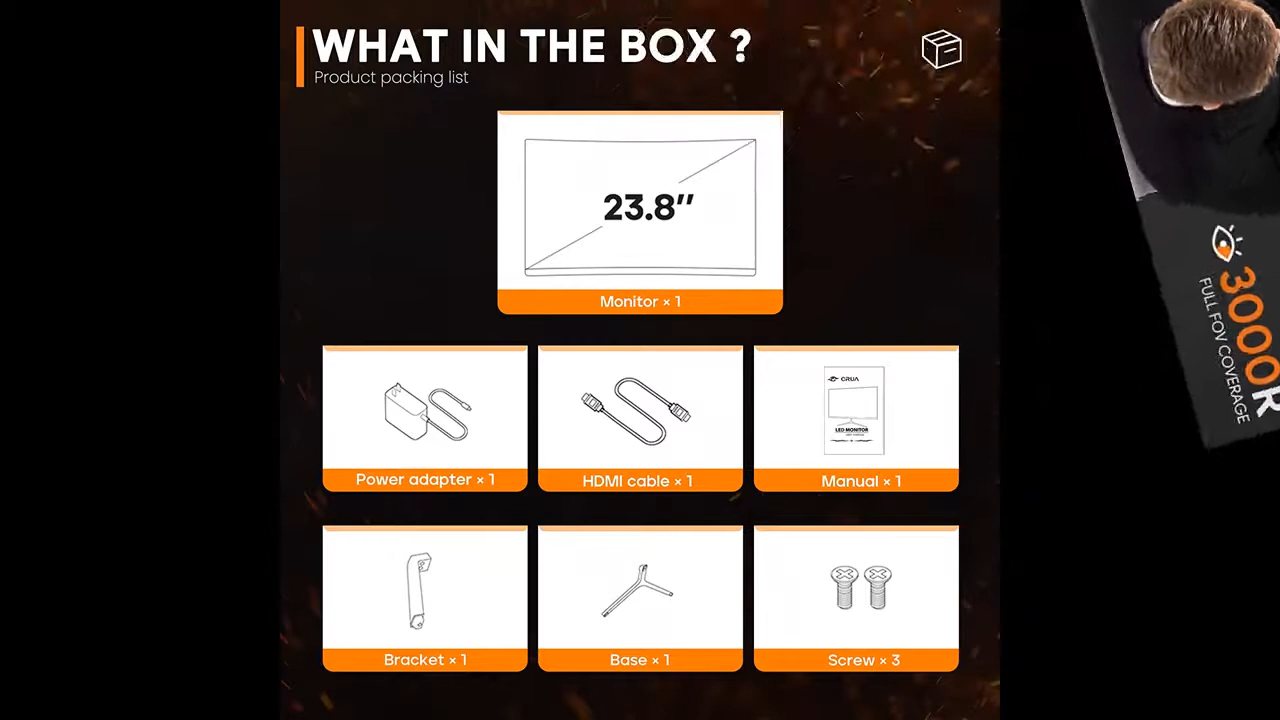 WHAT IN THE BOX ?
Product packing list
23.8"
Monitor × 1
CRUA
LED MONITOR
Power adapter × 1
HDMI cable × 1
Manual × 1
Bracket × 1
Base × 1
Screw × 3
3000R
FULL FOV COVERAGE